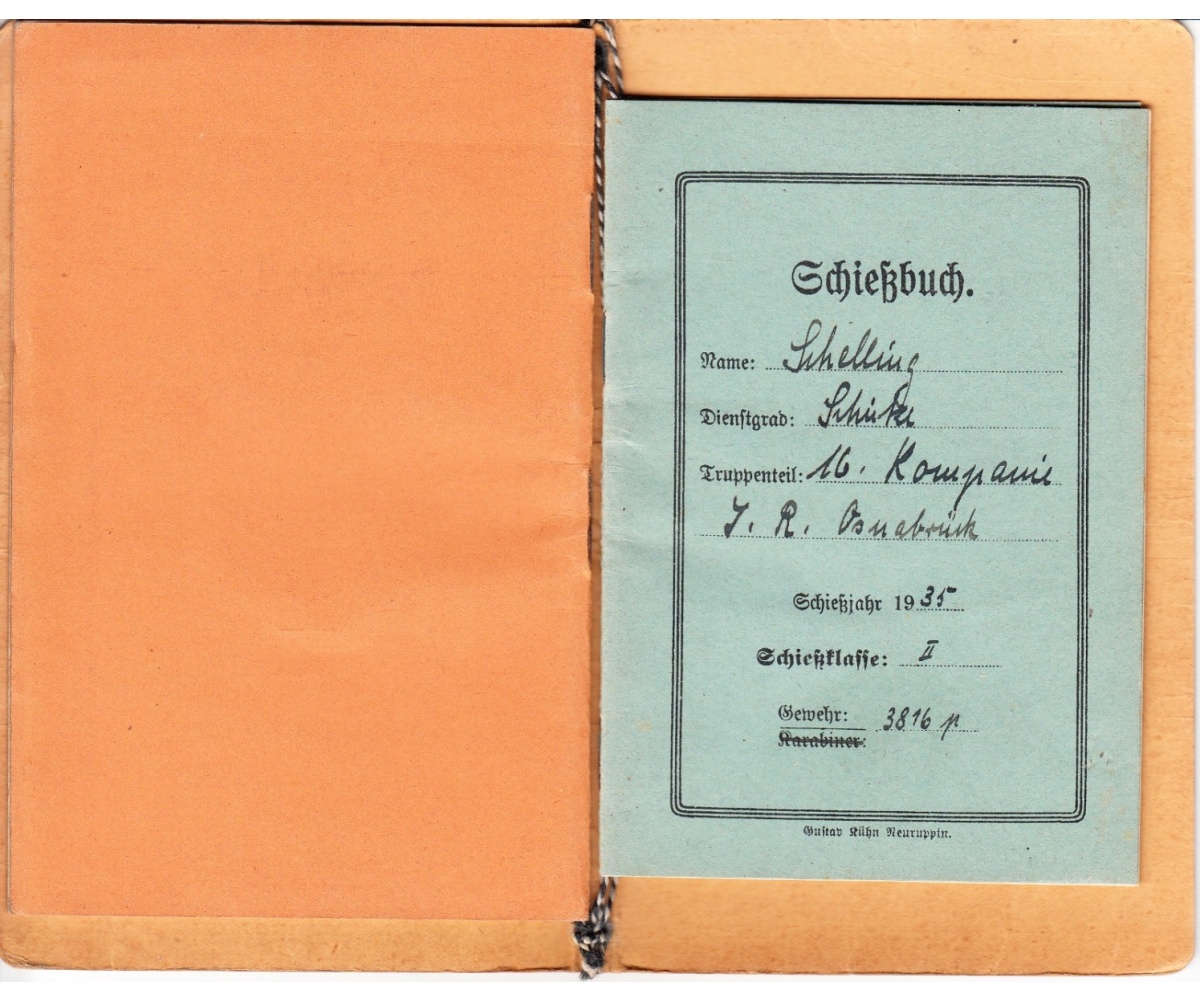 Schießbuch.
Name: Schelling
Dienstgrad: Schütze
Truppenteil: 16. Kompanie
J. R. Osnabrück
Schießjahr 1935
Schießklasse: II
Gewehr: 3816 p
Karabiner:
Gustav Kühn Neuruppin.